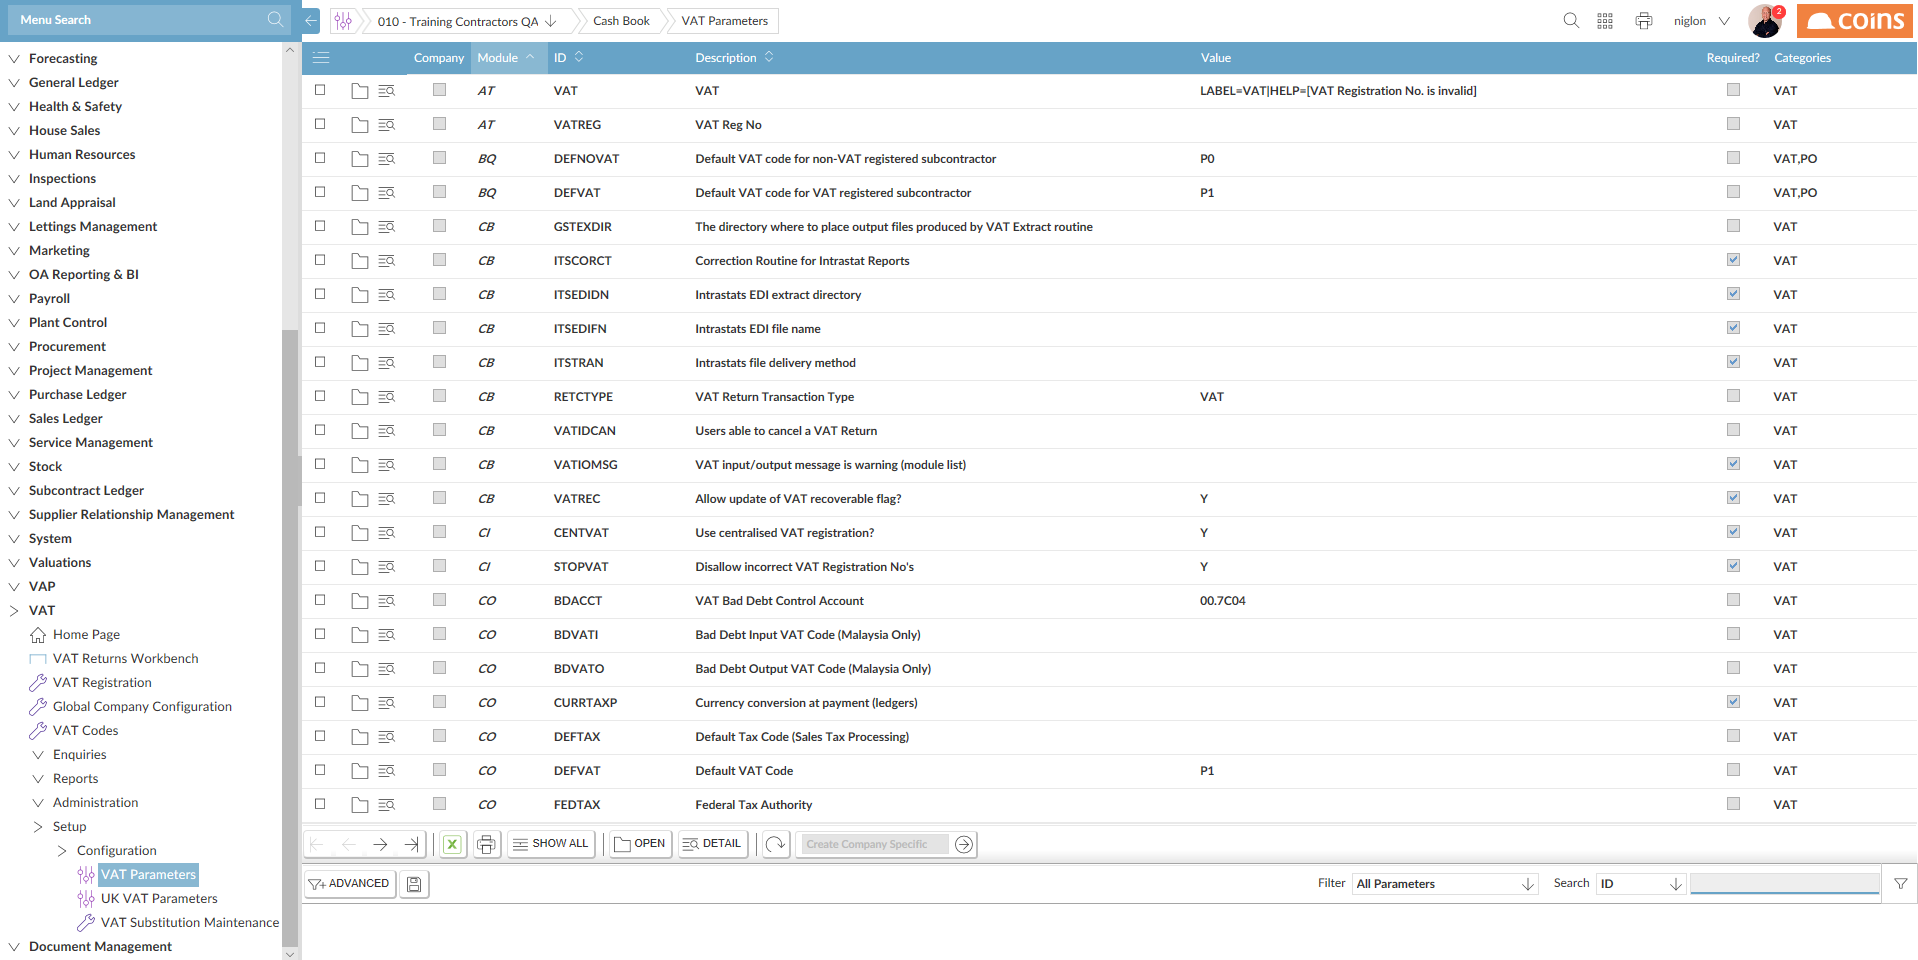 Menu Search
010 - Training Contractors QA
Cash Book
VAT Parameters
niglon
2
coins
Forecasting
General Ledger
Health & Safety
House Sales
Human Resources
Inspections
Land Appraisal
Lettings Management
Marketing
OA Reporting & BI
Payroll
Plant Control
Procurement
Project Management
Purchase Ledger
Sales Ledger
Service Management
Stock
Subcontract Ledger
Supplier Relationship Management
System
Valuations
VAP
VAT
Home Page
VAT Returns Workbench
VAT Registration
Global Company Configuration
VAT Codes
Enquiries
Reports
Administration
Setup
Configuration
VAT Parameters
UK VAT Parameters
VAT Substitution Maintenance
Document Management
Company Module ID Description Value Required? Categories
AT VAT VAT LABEL=VAT|HELP=[VAT Registration No. is invalid] VAT
AT VATREG VAT Reg No VAT
BQ DEFNOVAT Default VAT code for non-VAT registered subcontractor P0 VAT,PO
BQ DEFVAT Default VAT code for VAT registered subcontractor P1 VAT,PO
CB GSTEXDIR The directory where to place output files produced by VAT Extract routine VAT
CB ITSCORCT Correction Routine for Intrastat Reports VAT
CB ITSEDIDN Intrastats EDI extract directory VAT
CB ITSEDIFN Intrastats EDI file name VAT
CB ITSTRAN Intrastats file delivery method VAT
CB RETCTYPE VAT Return Transaction Type VAT VAT
CB VATIDCAN Users able to cancel a VAT Return VAT
CB VATIOMSG VAT input/output message is warning (module list) VAT
CB VATREC Allow update of VAT recoverable flag? Y VAT
CI CENTVAT Use centralised VAT registration? Y VAT
CI STOPVAT Disallow incorrect VAT Registration No's Y VAT
CO BDACCT VAT Bad Debt Control Account 00.7C04 VAT
CO BDVATI Bad Debt Input VAT Code (Malaysia Only) VAT
CO BDVATO Bad Debt Output VAT Code (Malaysia Only) VAT
CO CURRTAXP Currency conversion at payment (ledgers) VAT
CO DEFTAX Default Tax Code (Sales Tax Processing) VAT
CO DEFVAT Default VAT Code P1 VAT
CO FEDTAX Federal Tax Authority VAT
SHOW ALL OPEN DETAIL Create Company Specific
ADVANCED Filter All Parameters Search ID